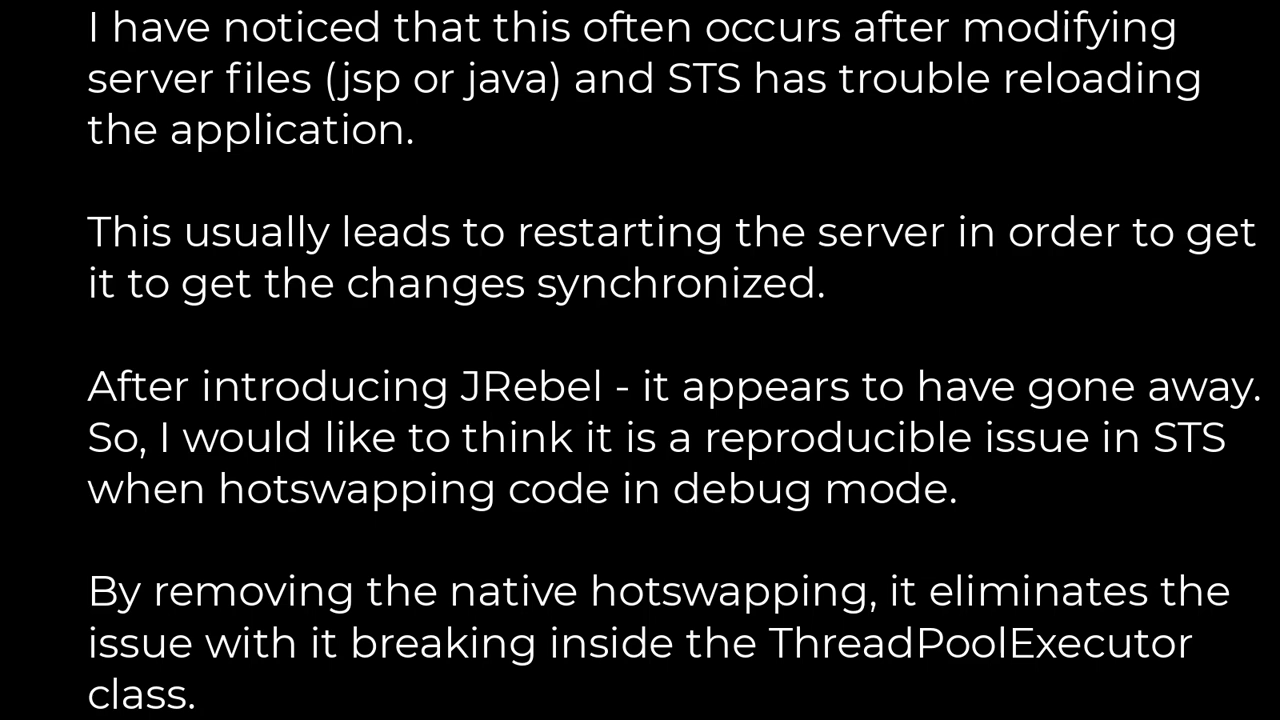 I have noticed that this often occurs after modifying
server files (jsp or java) and STS has trouble reloading
the application.
This usually leads to restarting the server in order to get
it to get the changes synchronized.
After introducing JRebel - it appears to have gone away.
So, I would like to think it is a reproducible issue in STS
when hotswapping code in debug mode.
By removing the native hotswapping, it eliminates the
issue with it breaking inside the ThreadPoolExecutor
class.